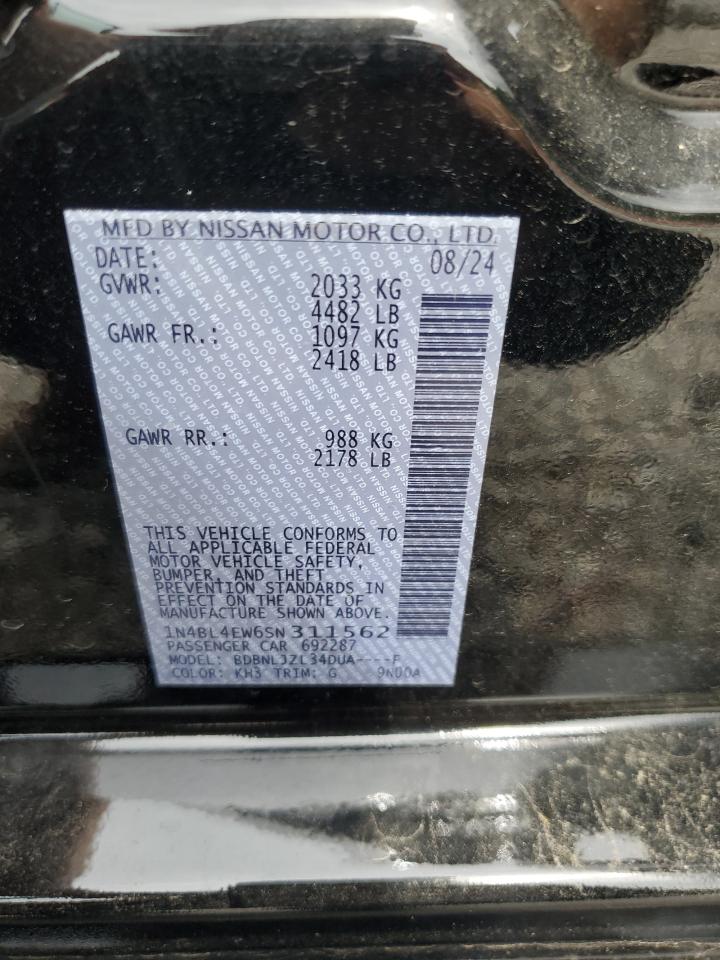 MFD BY NISSAN MOTOR CO., LTD.
DATE: 08/24
GVWR: 2033 KG
4482 LB
GAWR FR.: 1097 KG
2418 LB
GAWR RR.: 988 KG
2178 LB
THIS VEHICLE CONFORMS TO
ALL APPLICABLE FEDERAL
MOTOR VEHICLE SAFETY,
BUMPER, AND THEFT
PREVENTION STANDARDS IN
EFFECT ON THE DATE OF
MANUFACTURE SHOWN ABOVE.
1N4BL4EW6SN311562
PASSENGER CAR 692287
MODEL: BDBNL3ZL34DUA----F
COLOR: KH3 TRIM: G 9N00A